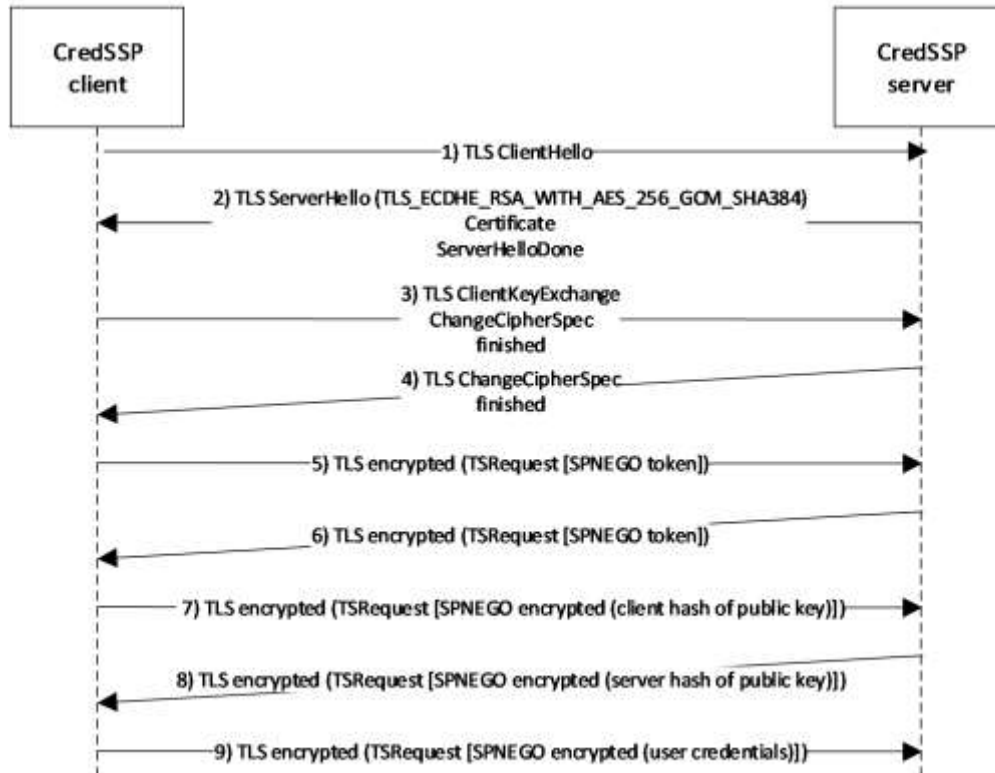 CredSSP
client
CredSSP
server
1) TLS ClientHello
2) TLS ServerHello (TLS_ECDHE_RSA_WITH_AES_256_GCM_SHA384)
Certificate
ServerHelloDone
3) TLS ClientKeyExchange
ChangeCipherSpec
finished
4) TLS ChangeCipherSpec
finished
5) TLS encrypted (TSRequest [SPNEGO token])
6) TLS encrypted (TSRequest [SPNEGO token])
7) TLS encrypted (TSRequest [SPNEGO encrypted (client hash of public key)])
8) TLS encrypted (TSRequest [SPNEGO encrypted (server hash of public key)])
9) TLS encrypted (TSRequest [SPNEGO encrypted (user credentials)])